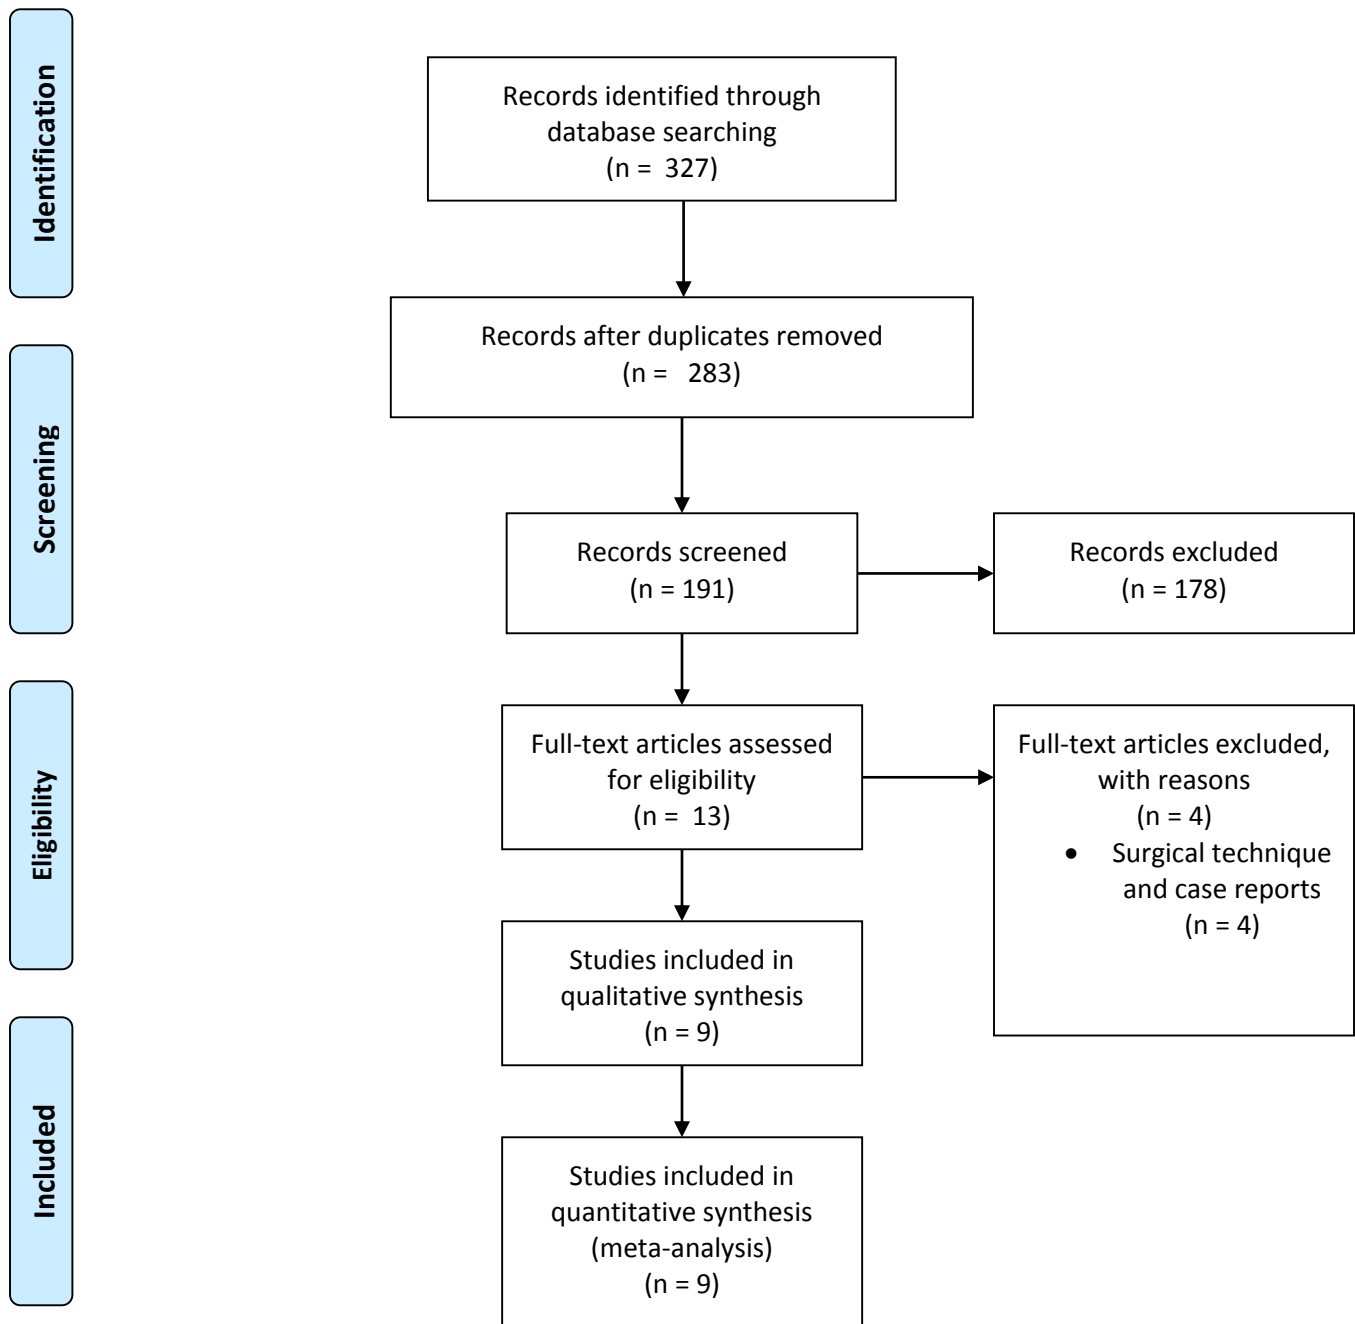 Identification
Records identified through
database searching
(n =  327)
Records after duplicates removed
(n =   283)
Screening
Records screened
(n = 191)
Records excluded
(n = 178)
Eligibility
Full-text articles assessed
for eligibility
(n =  13)
Full-text articles excluded,
with reasons
(n = 4)
• Surgical technique
and case reports
(n = 4)
Studies included in
qualitative synthesis
(n = 9)
Included
Studies included in
quantitative synthesis
(meta-analysis)
(n = 9)